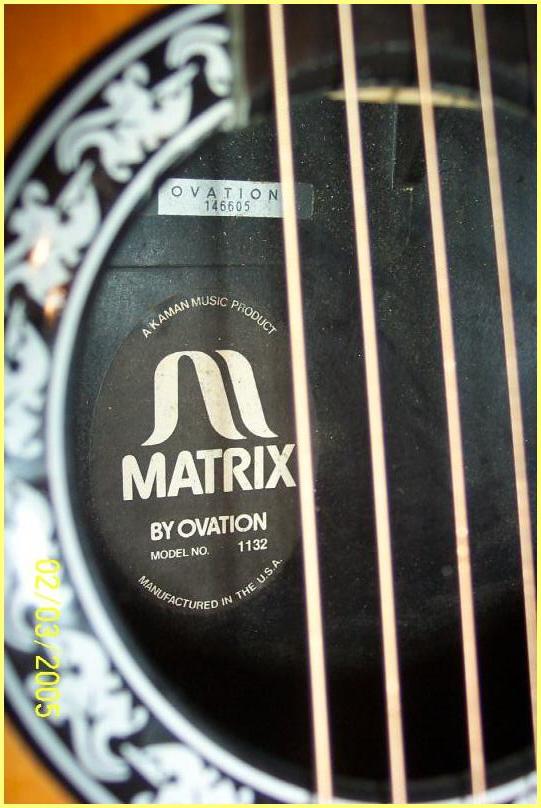 OVATION
146605
A KAMAN MUSIC PRODUCT
MATRIX
BY OVATION
MODEL NO. 1132
MANUFACTURED IN THE U.S.A.
02/03/2005